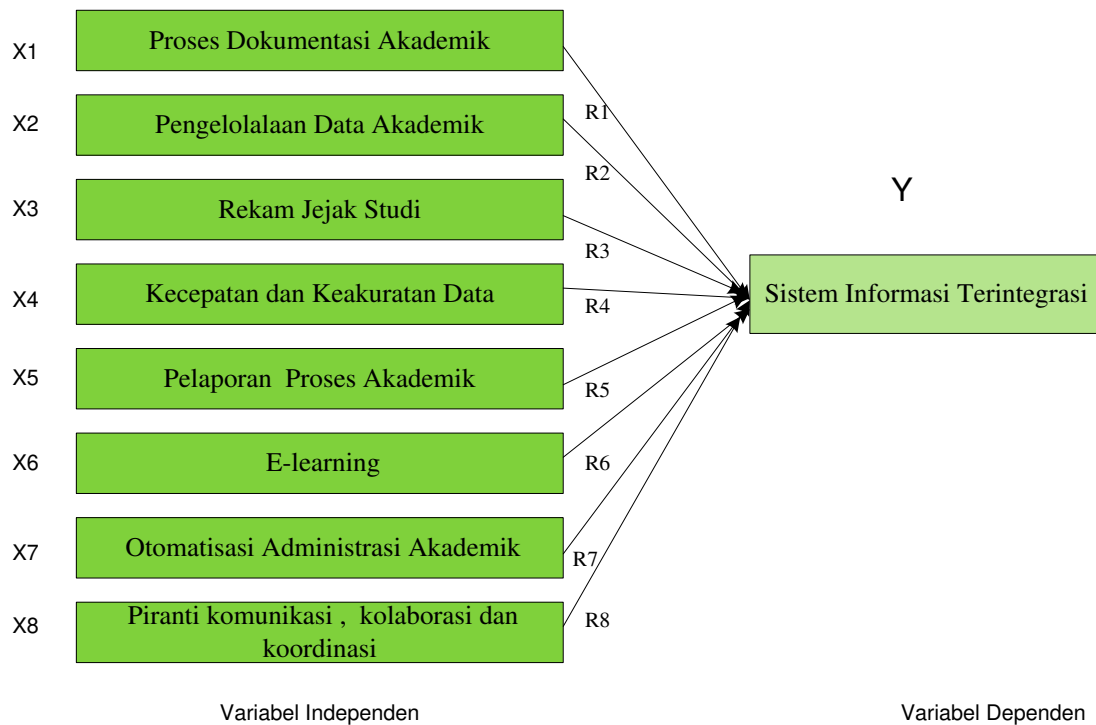 X1
Proses Dokumentasi Akademik
R1
X2
Pengelolalaan Data Akademik
R2
Y
X3
Rekam Jejak Studi
R3
X4
Kecepatan dan Keakuratan Data
R4
Sistem Informasi Terintegrasi
X5
Pelaporan Proses Akademik
R5
X6
E-learning
R6
X7
Otomatisasi Administrasi Akademik
R7
X8
Piranti komunikasi , kolaborasi dan
koordinasi
R8
Variabel Independen
Variabel Dependen